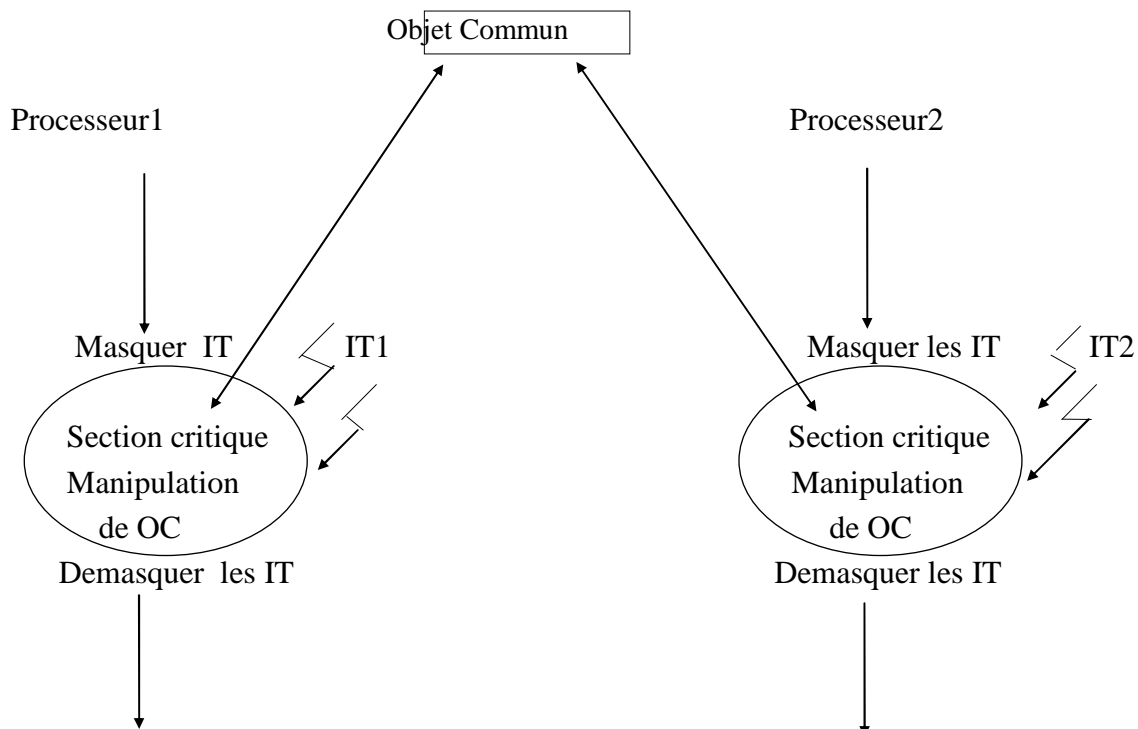 Objet Commun
Processeur1
Processeur2
Masquer IT
IT1
Masquer les IT
IT2
Section critique
Manipulation
de OC
Section critique
Manipulation
de OC
Demasquer les IT
Demasquer les IT